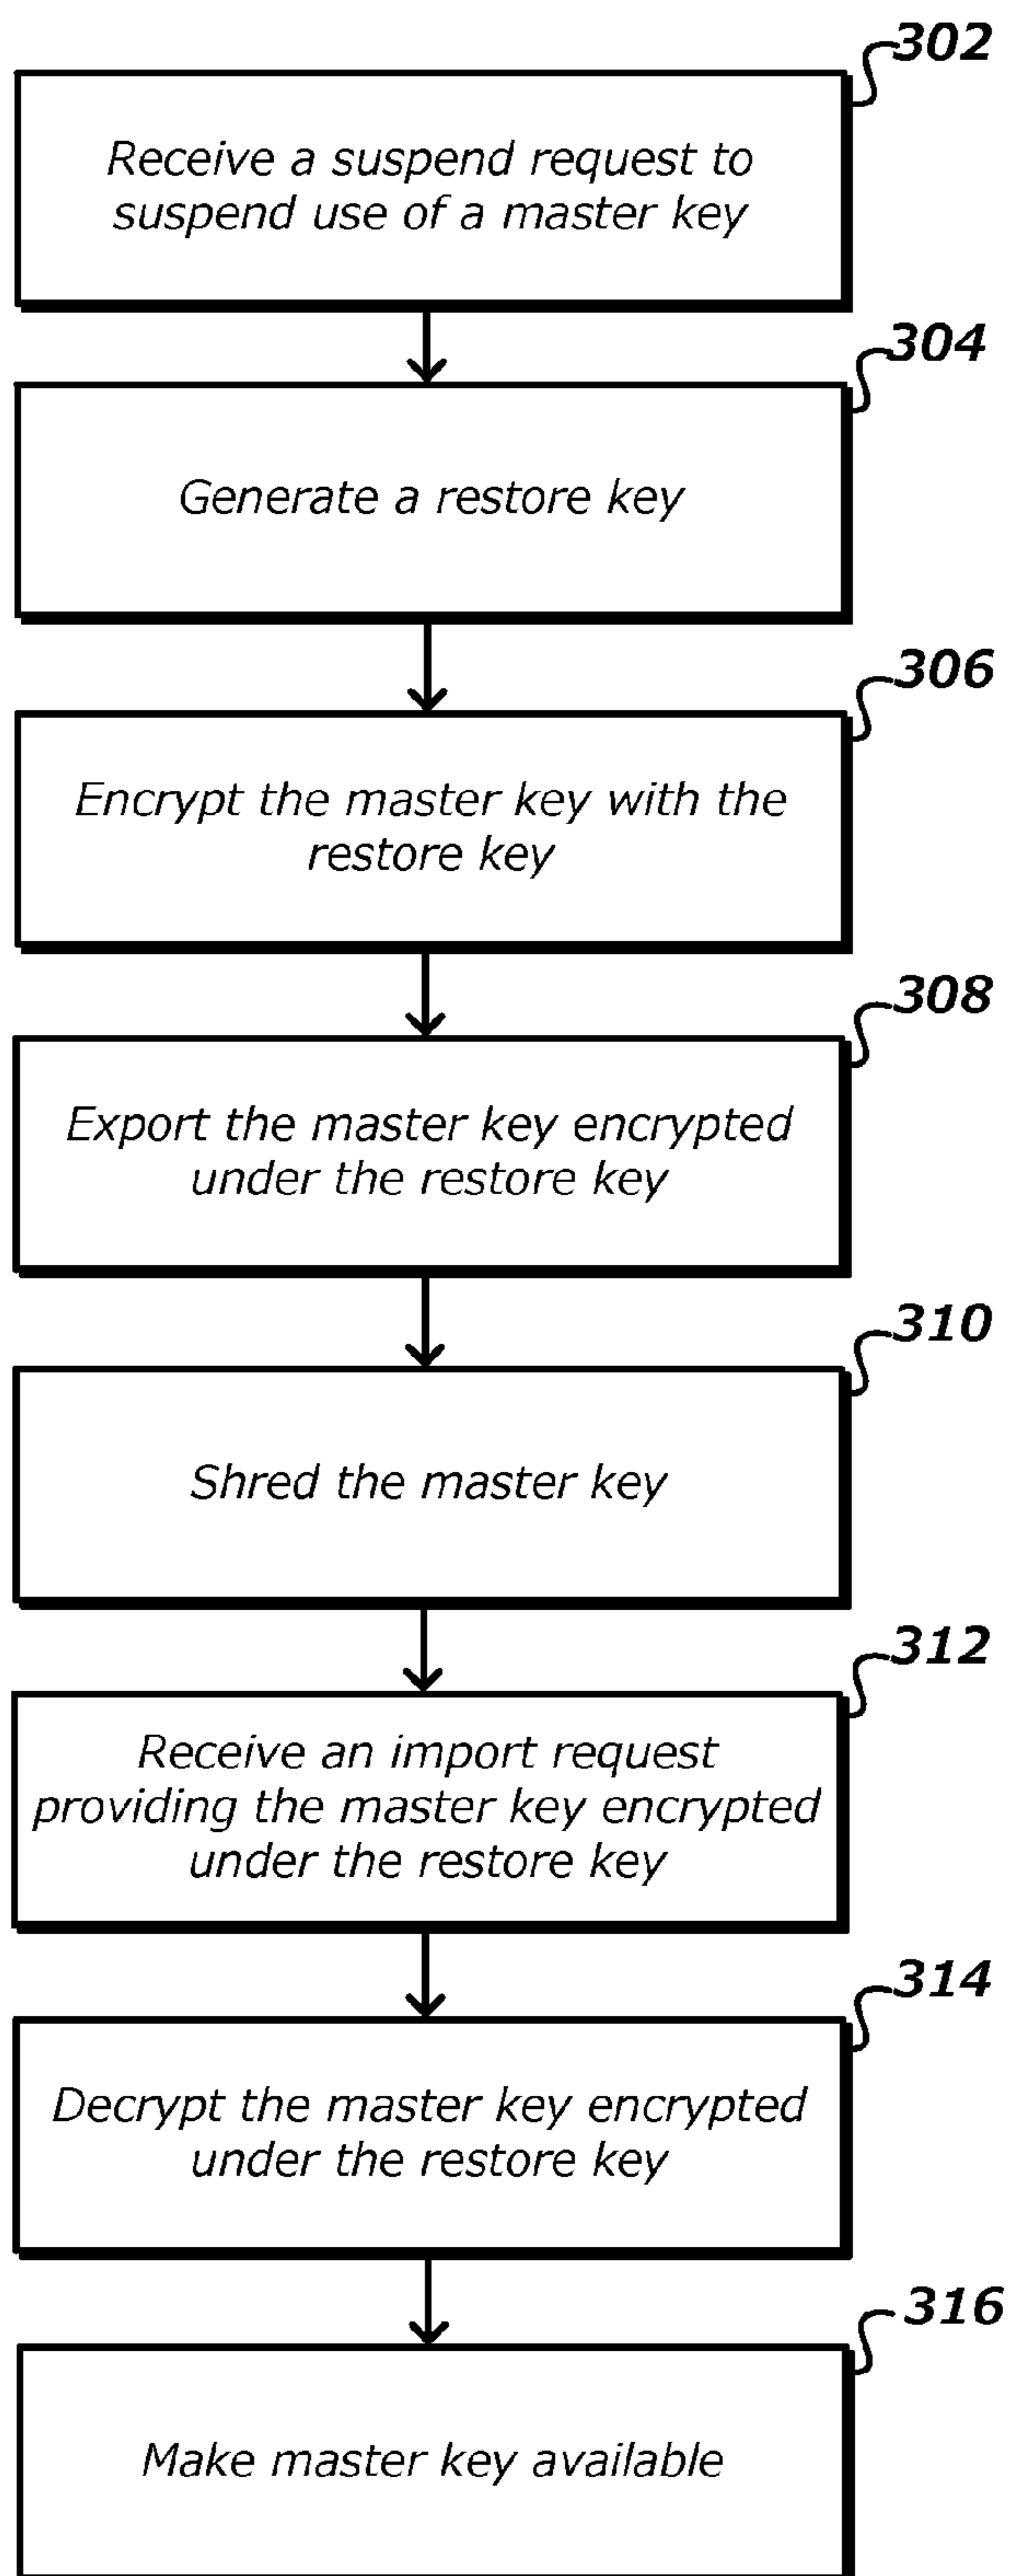 302
Receive a suspend request to
suspend use of a master key
304
Generate a restore key
306
Encrypt the master key with the
restore key
308
Export the master key encrypted
under the restore key
310
Shred the master key
312
Receive an import request
providing the master key encrypted
under the restore key
314
Decrypt the master key encrypted
under the restore key
316
Make master key available